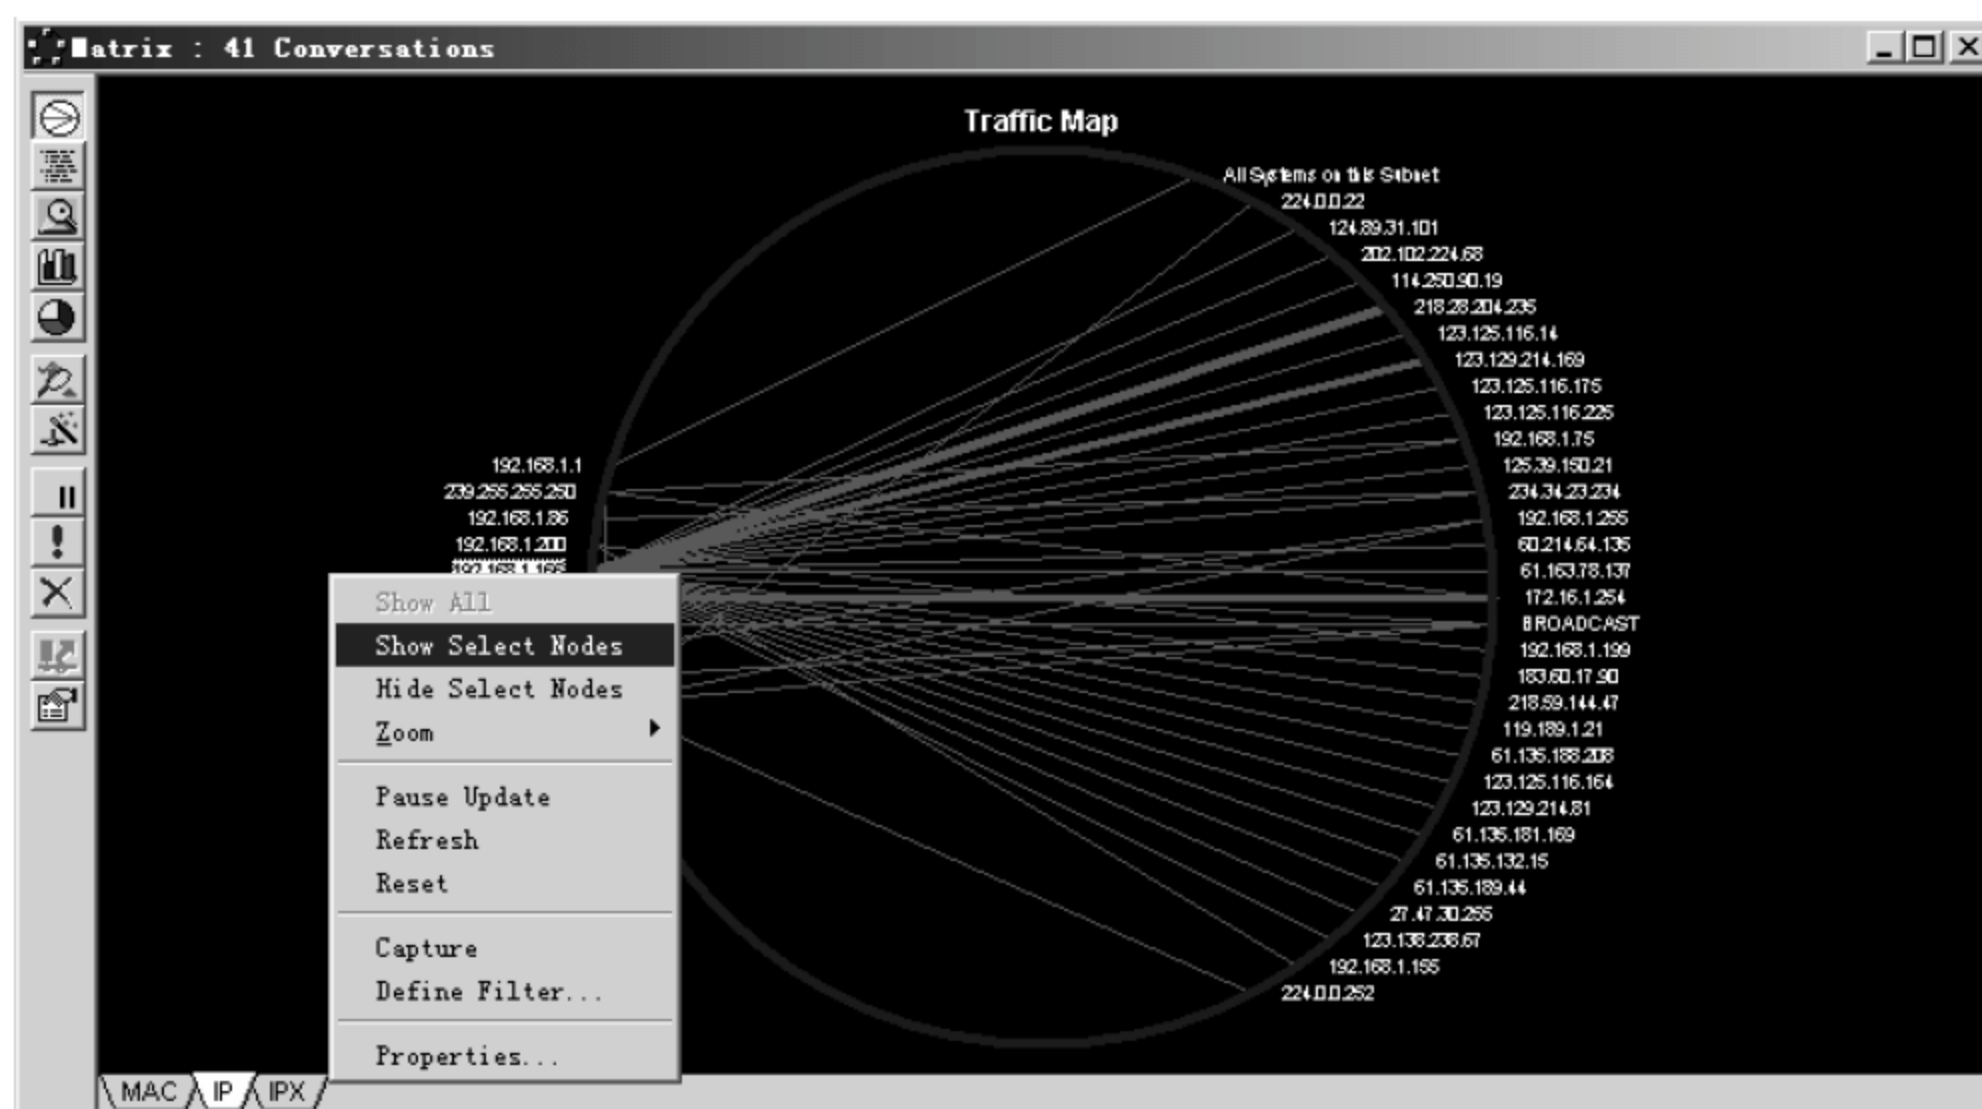 Matrix : 41 Conversations
Traffic Map
All Systems on this Subnet
224.0.0.22
124.89.31.101
202.102.224.68
114.250.90.19
218.28.204.235
123.125.116.14
123.129.214.169
123.125.116.175
123.125.116.225
192.168.1.75
125.39.150.21
234.34.23.234
192.168.1.255
60.214.64.135
61.163.78.137
172.16.1.254
BROADCAST
192.168.1.199
183.60.17.90
218.59.144.47
119.189.1.21
61.135.188.208
123.125.116.164
123.129.214.81
61.135.181.169
61.135.132.15
61.135.189.44
27.47.30.255
123.138.238.67
192.168.1.155
224.0.0.252
192.168.1.1
239.255.255.250
192.168.1.86
192.168.1.200
Show All
Show Select Nodes
Hide Select Nodes
Zoom
Pause Update
Refresh
Reset
Capture
Define Filter...
Properties...
MAC IP IPX